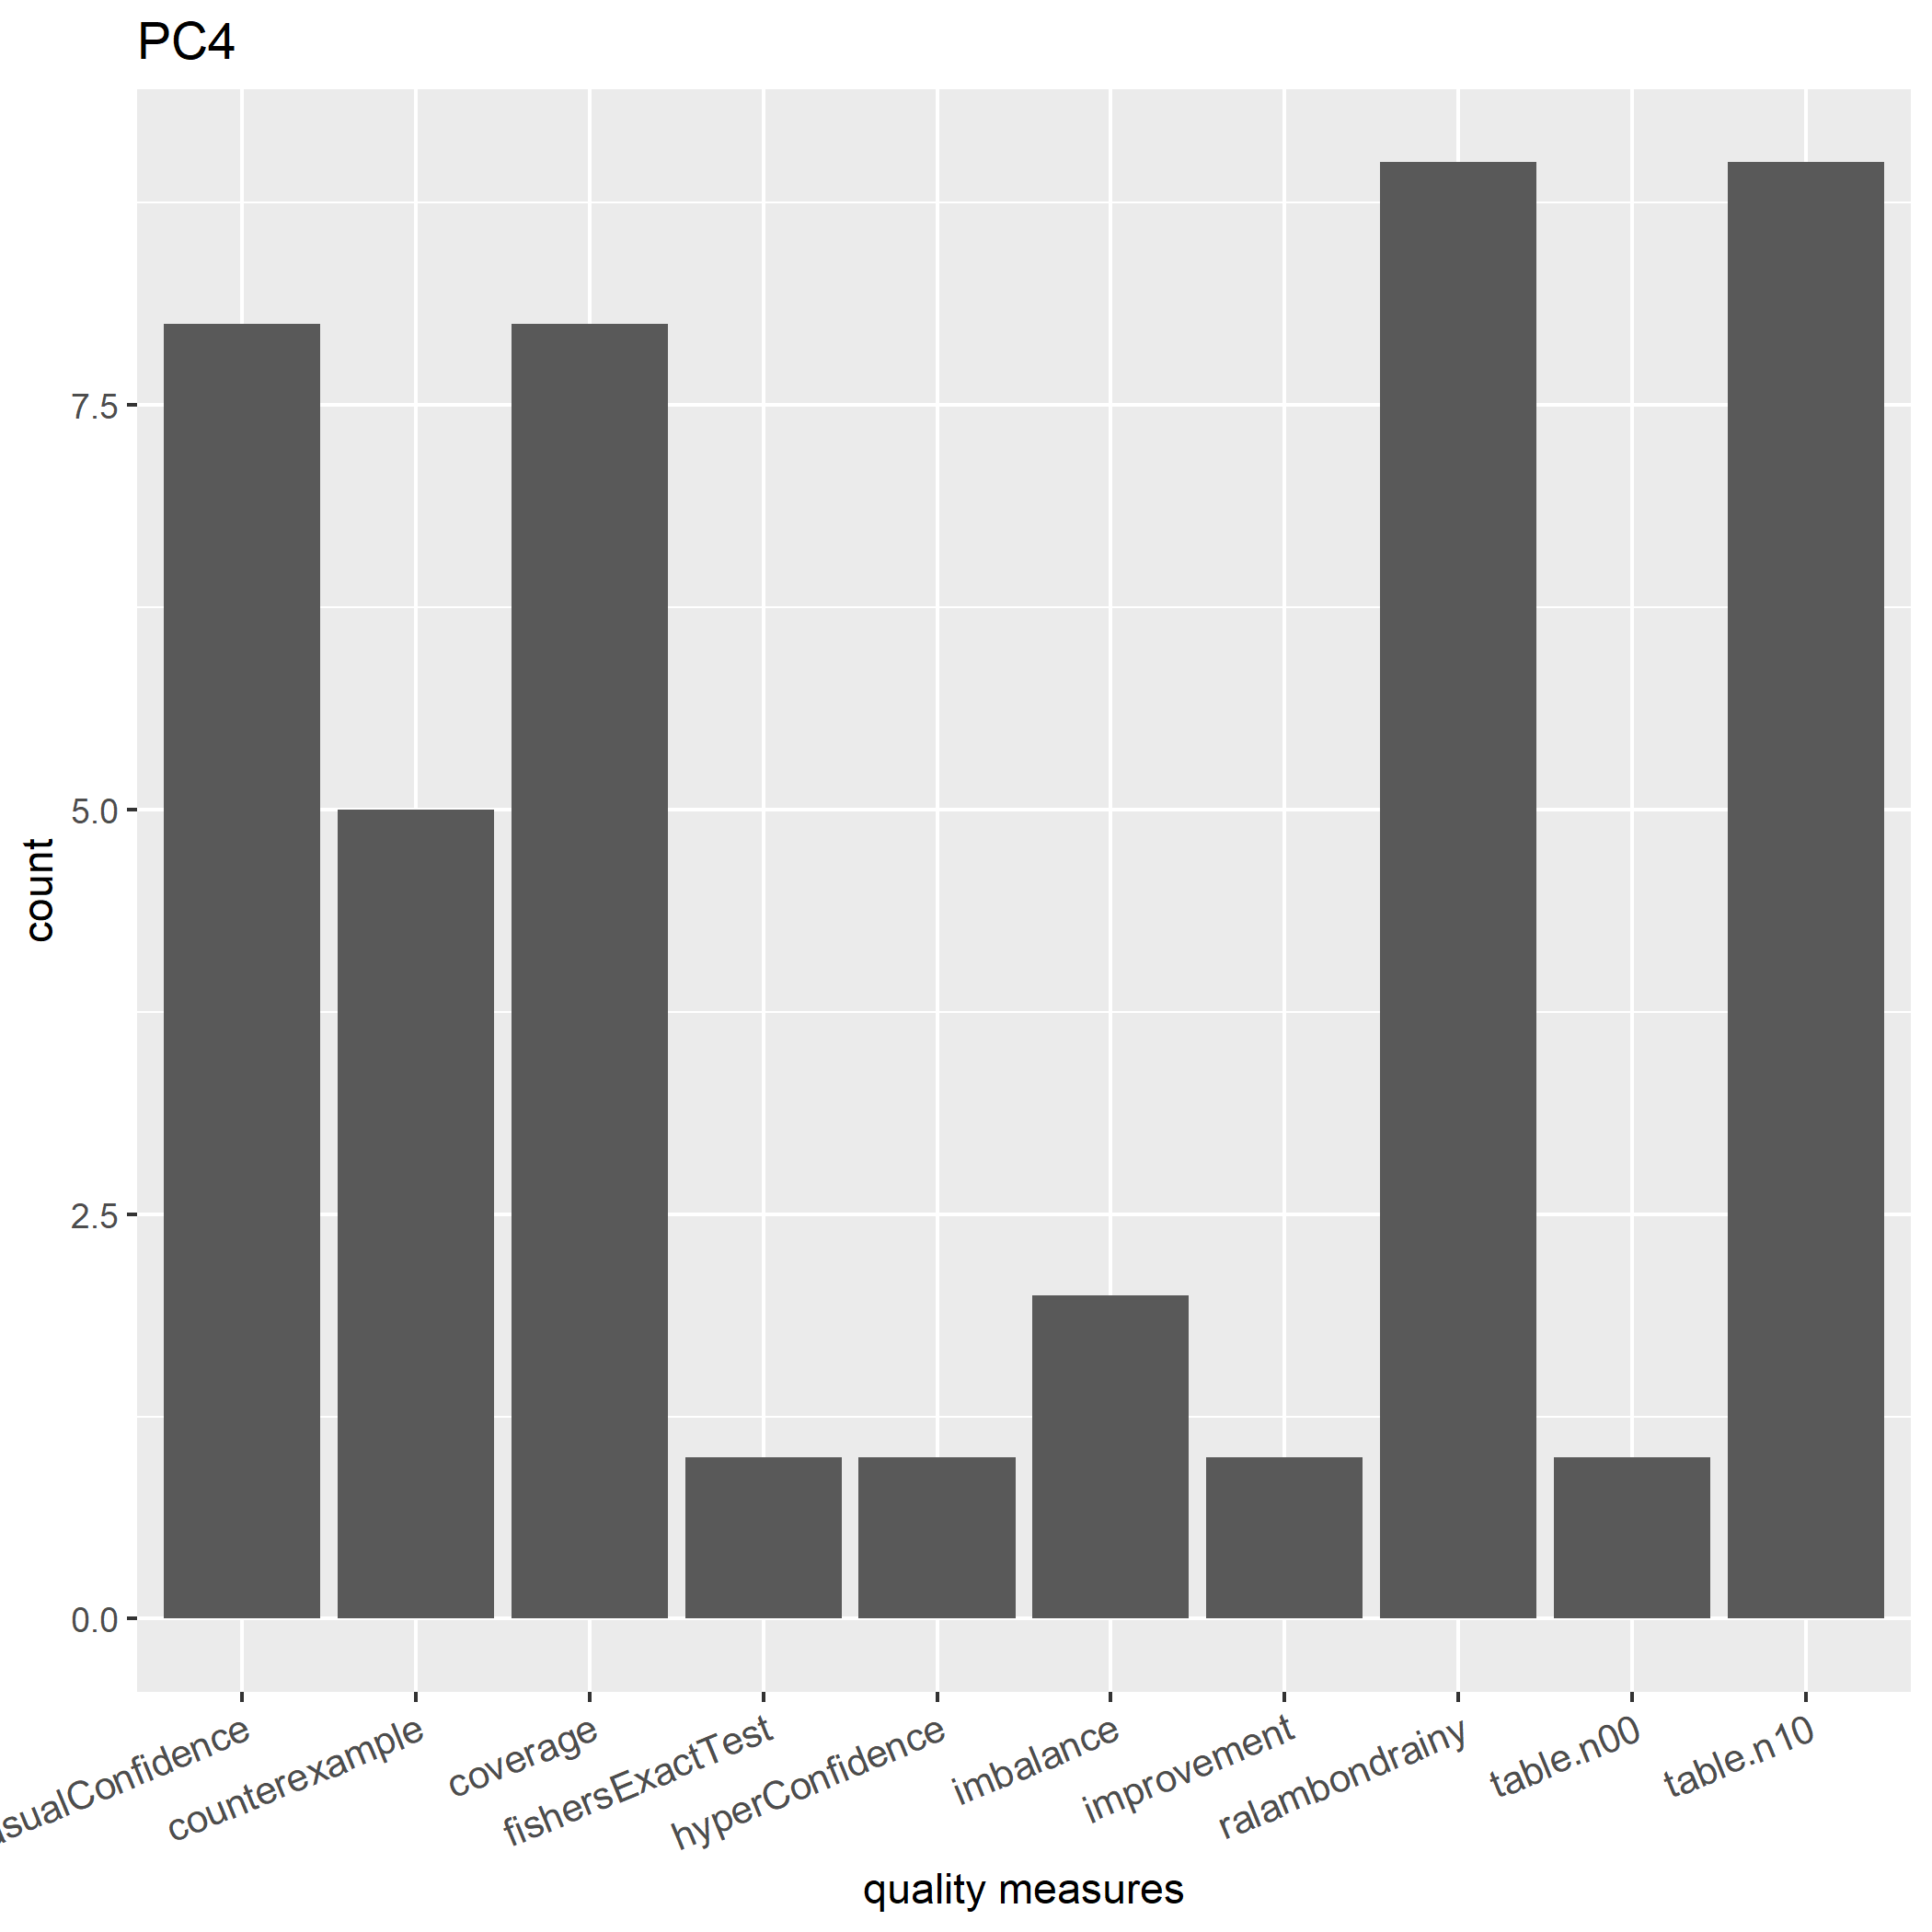 PC4
7.5
5.0
2.5
0.0
count
counterexample
coverage
fishersExactTest
hyperConfidence
imbalance
improvement
ralambondrainy
table.n00
table.n10
quality measures